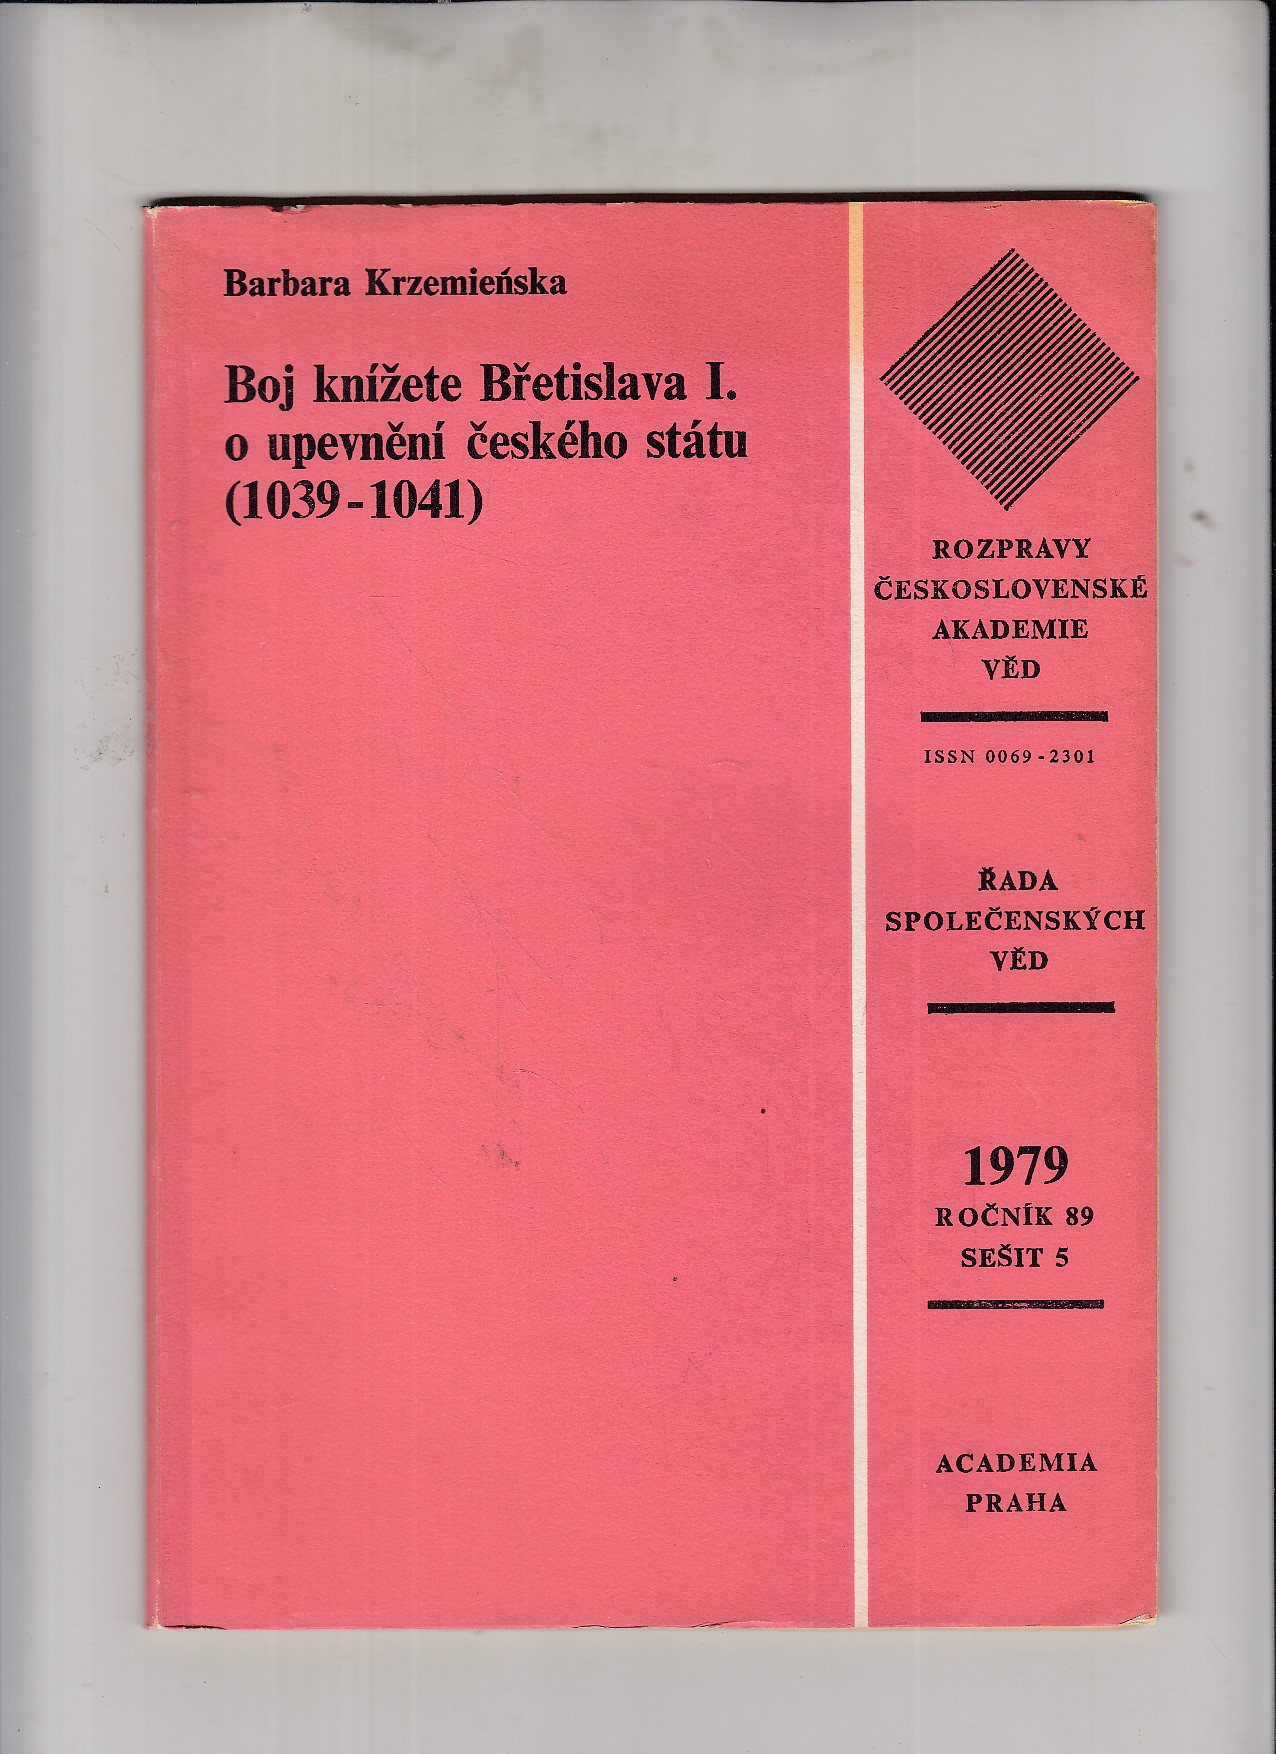 Barbara Krzemieńska
Boj knížete Břetislava I.
o upevnění českého státu
(1039-1041)
ROZPRAVY
ČESKOSLOVENSKÉ
AKADEMIE
VĚD
ISSN 0069-2301
ŘADA
SPOLEČENSKÝCH
VĚD
1979
ROČNÍK 89
SEŠIT 5
ACADEMIA
PRAHA